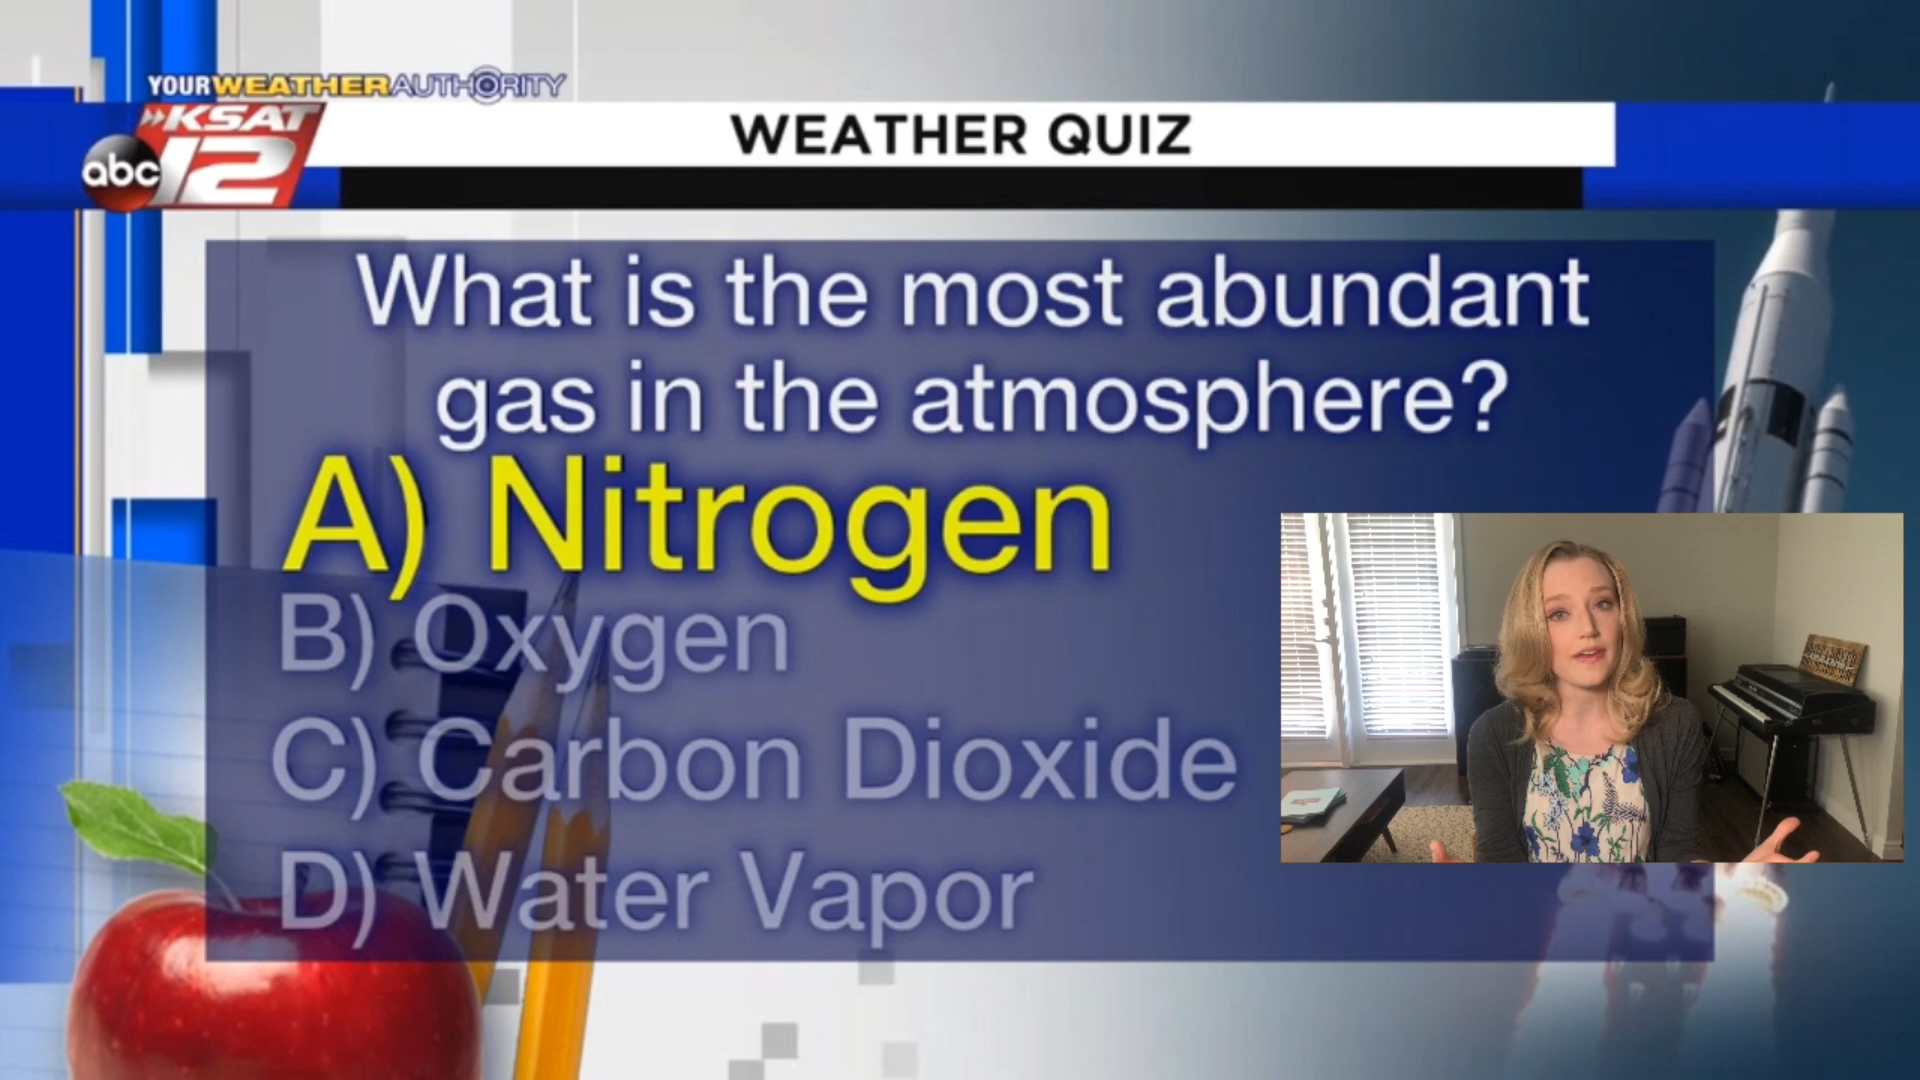 YOUR WEATHER AUTHORITY
KSAT
abc 12
WEATHER QUIZ
What is the most abundant
gas in the atmosphere?
A) Nitrogen
B) Oxygen
C) Carbon Dioxide
D) Water Vapor